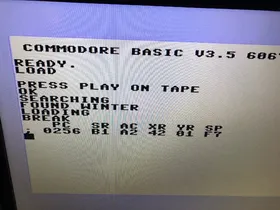 COMMODORE BASIC V3.5 606
READY.
LOAD
PRESS PLAY ON TAPE
OK
SEARCHING
FOUND WINTER
LOADING
BREAK
PC SR AC XR YR SP
; 0256 B1 A2 42 01 F7